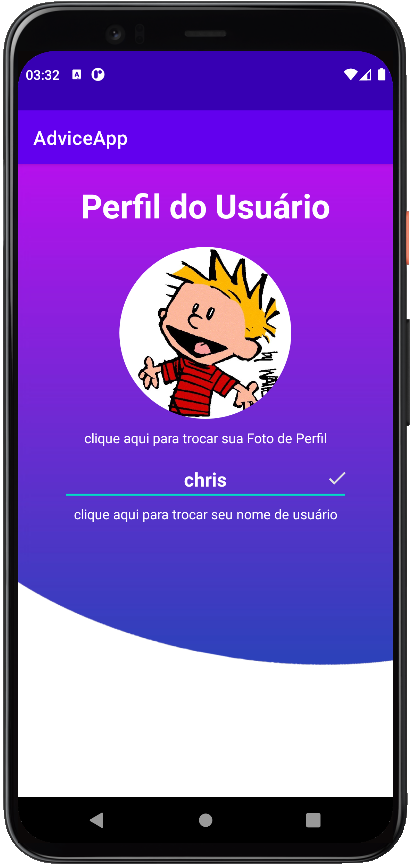 03:32
AdviceApp
Perfil do Usuário
by
clique aqui para trocar sua Foto de Perfil
chris
clique aqui para trocar seu nome de usuário